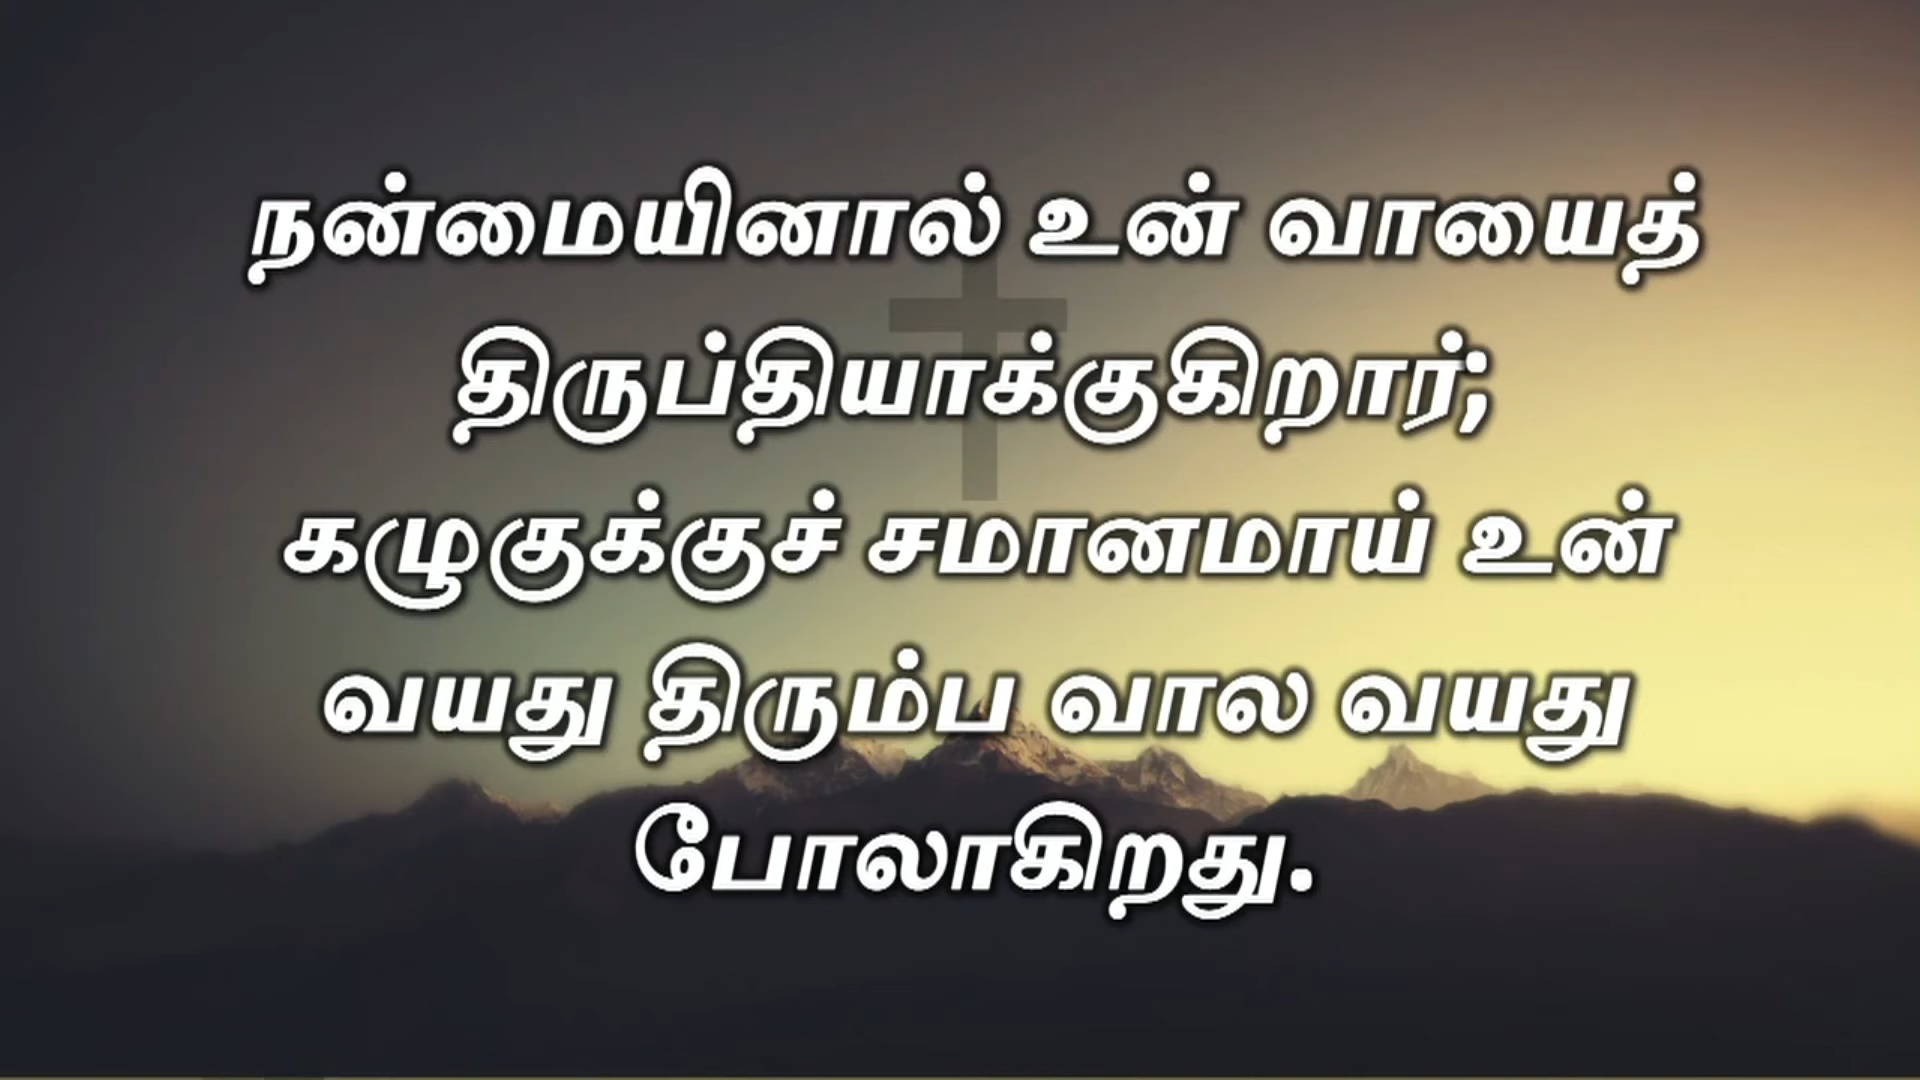 நன்மையினால் உன் வாயைத்
திருப்தியாக்குகிறார்;
கழுகுக்குச் சமானமாய் உன்
வயது திரும்ப வால வயது
போலாகிறது.